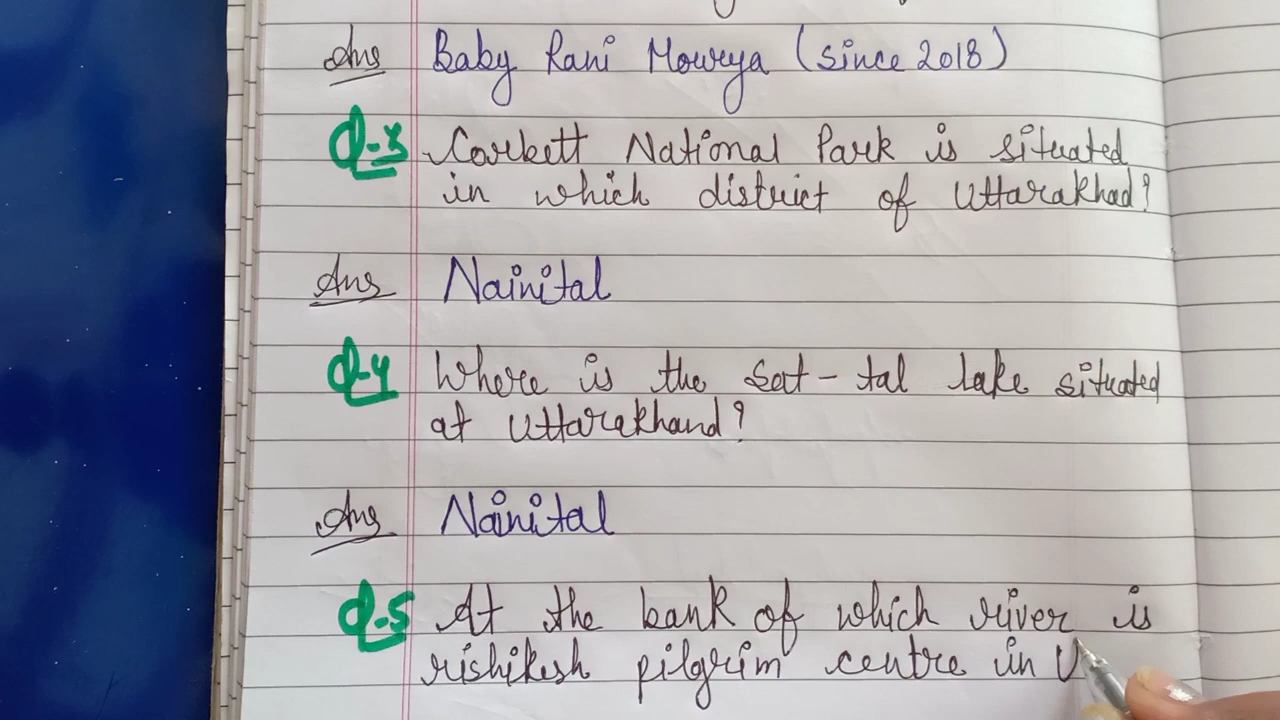 Ans Baby Rani Mourya (since 2018)
Q-3 Corbett National Park is situated
in which district of Uttarakhad?
Ans Nainital
Q-4 Where is the Sat-tal lake situated
at Uttarakhand?
Ans Nainital
Q-5 At the bank of which river is
rishikesh pilgrim centre in U